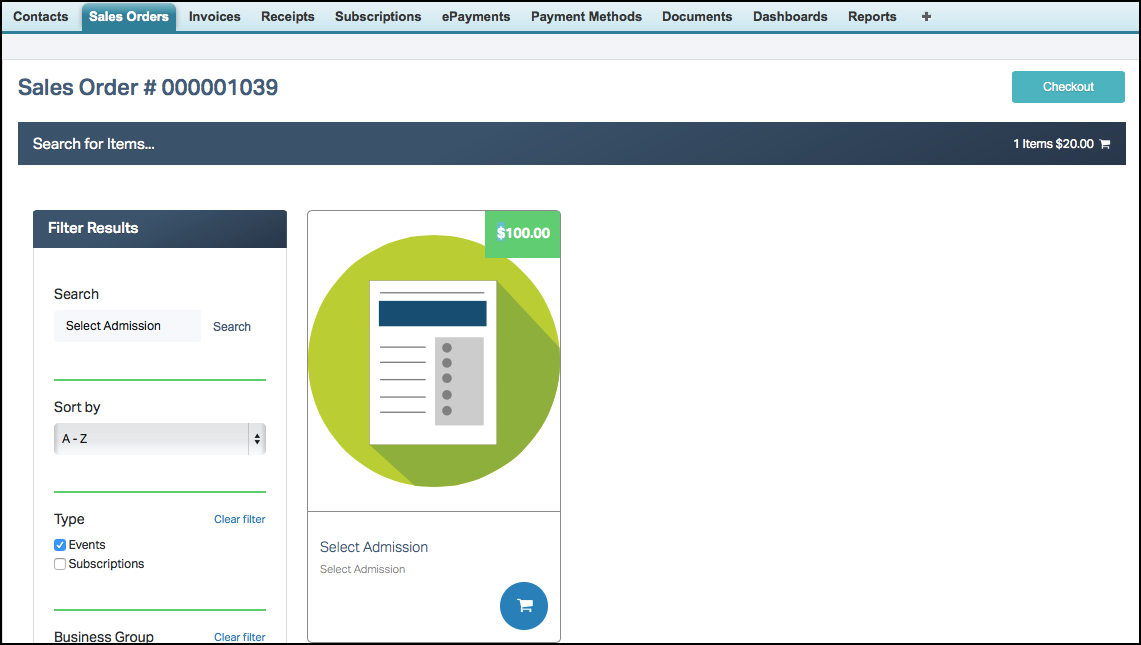 Contacts Sales Orders Invoices Receipts Subscriptions ePayments Payment Methods Documents Dashboards Reports +
Sales Order # 000001039
Checkout
Search for Items...
1 Items $20.00
Filter Results
Search
Select Admission Search
Sort by
A - Z
Type Clear filter
Events
Subscriptions
Business Group Clear filter
$100.00
Select Admission
Select Admission